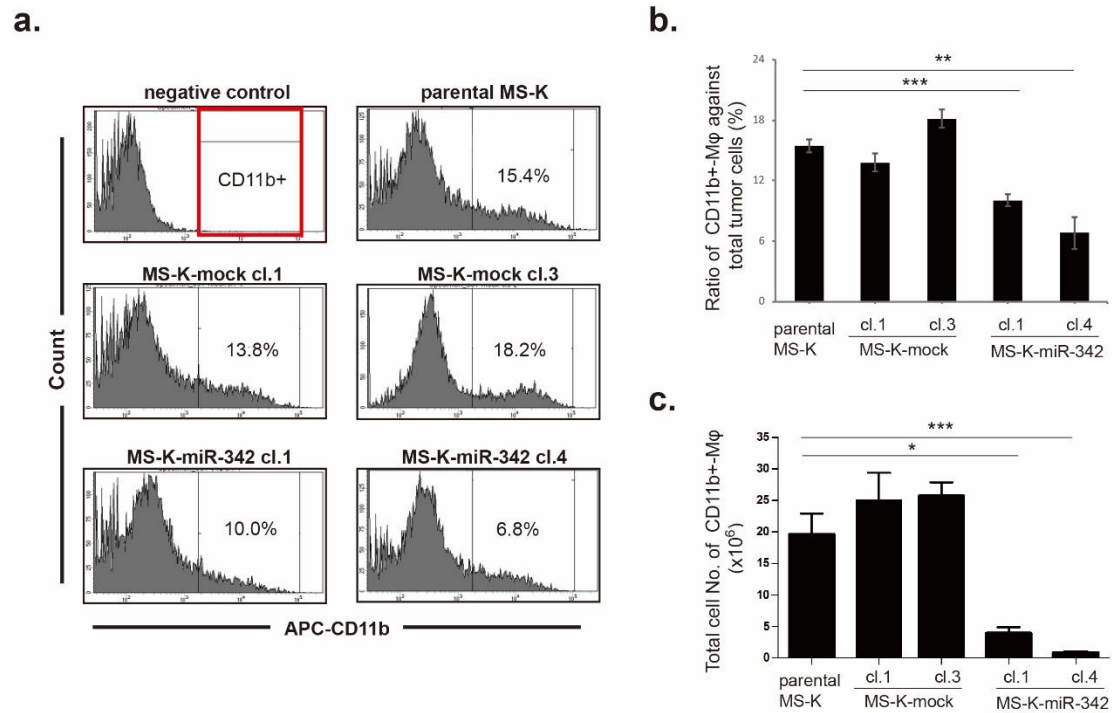 a.
negative control
CD11b+
parental MS-K
15.4%
MS-K-mock cl.1
13.8%
MS-K-mock cl.3
18.2%
MS-K-miR-342 cl.1
10.0%
MS-K-miR-342 cl.4
6.8%
Count
APC-CD11b
b.
Ratio of CD11b+-Mφ against
total tumor cells (%)
24
18
12
6
0
**
***
parental
MS-K
cl.1
cl.3
MS-K-mock
cl.1
cl.4
MS-K-miR-342
c.
Total cell No. of CD11b+-Mφ
(x10⁶)
35
30
25
20
15
10
5
0
***
*
parental
MS-K
cl.1
cl.3
MS-K-mock
cl.1
cl.4
MS-K-miR-342